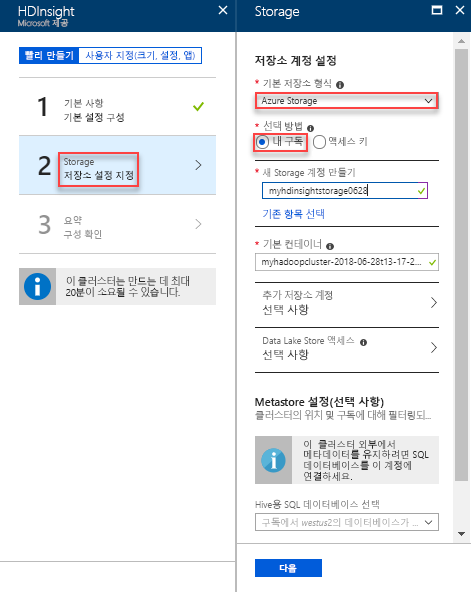 HDInsight
Microsoft 제공
빨리 만들기
사용자 지정(크기, 설정, 앱)
1
기본 사항
기본 설정 구성
2
Storage
저장소 설정 지정
3
요약
구성 확인
이 클러스터는 만드는 데 최대
20분이 소요될 수 있습니다.
Storage
저장소 계정 설정
* 기본 저장소 형식
Azure Storage
* 선택 방법
내 구독
액세스 키
* 새 Storage 계정 만들기
myhdinsightstorage0628
기존 항목 선택
* 기본 컨테이너
myhadoopcluster-2018-06-28t13-17-2...
추가 저장소 계정
선택 사항
Data Lake Store 액세스
선택 사항
Metastore 설정(선택 사항)
클러스터의 위치 및 구독에 대해 필터링되...
이 클러스터 외부에서
메타데이터를 유지하려면 SQL
데이터베이스를 이 계정에
연결하세요.
Hive용 SQL 데이터베이스 선택
구독에서 westus2의 데이터베이스가 ...
다음